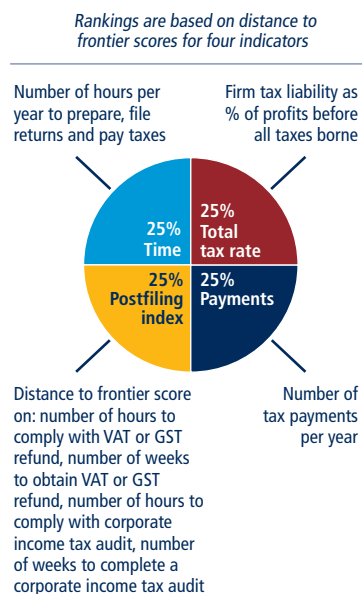 Rankings are based on distance to
frontier scores for four indicators
Number of hours per
year to prepare, file
returns and pay taxes
Firm tax liability as
% of profits before
all taxes borne
25%
Time
25%
Total
tax rate
25%
Postfiling
index
25%
Payments
Distance to frontier score
on: number of hours to
comply with VAT or GST
refund, number of weeks
to obtain VAT or GST
refund, number of hours to
comply with corporate
income tax audit, number
of weeks to complete a
corporate income tax audit
Number of
tax payments
per year